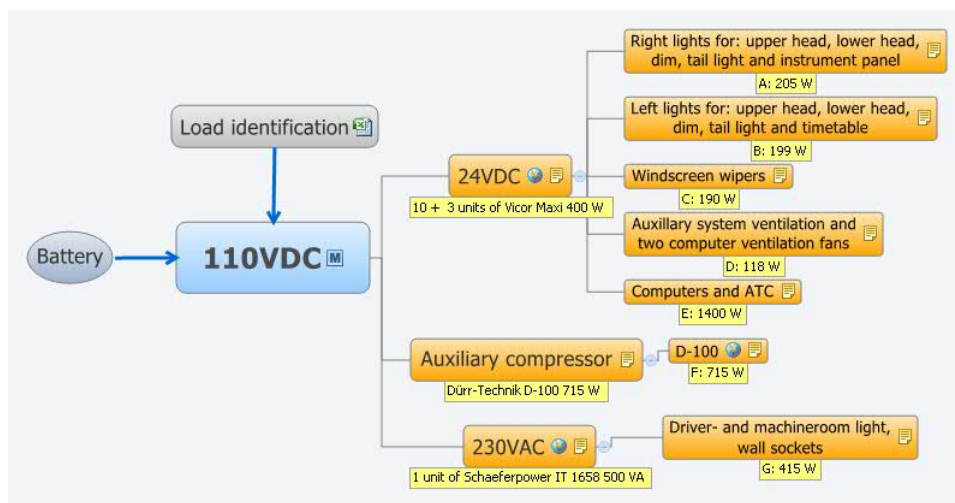 Right lights for: upper head, lower head,
dim, tail light and instrument panel
A: 205 W
Left lights for: upper head, lower head,
dim, tail light and timetable
B: 199 W
Load identification
24VDC
10 + 3 units of Vicor Maxi 400 W
Windscreen wipers
C: 190 W
Auxillary system ventilation and
two computer ventilation fans
D: 118 W
Battery
110VDC
M
Computers and ATC
E: 1400 W
Auxiliary compressor
Dürr-Technik D-100 715 W
D-100
F: 715 W
230VAC
1 unit of Schaeferpower IT 1658 500 VA
Driver- and machineroom light,
wall sockets
G: 415 W